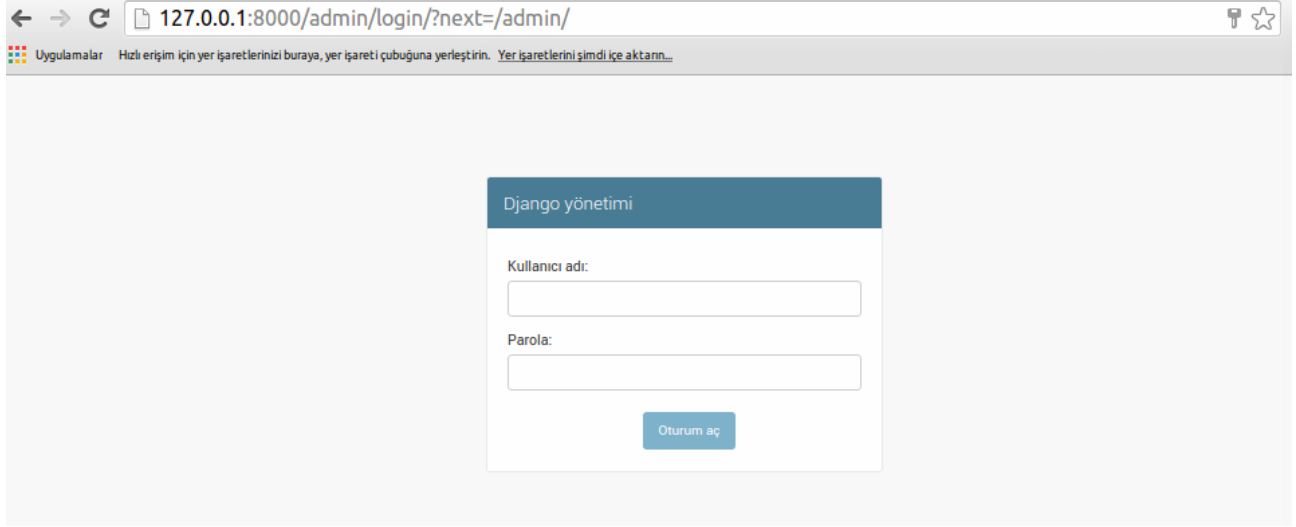 127.0.0.1:8000/admin/login/?next=/admin/
Uygulamalar Hızlı erişim için yer işaretlerinizi buraya, yer işareti çubuğuna yerleştirin. Yer işaretlerini şimdi içe aktarın...
Django yönetimi
Kullanıcı adı:
Parola:
Oturum aç